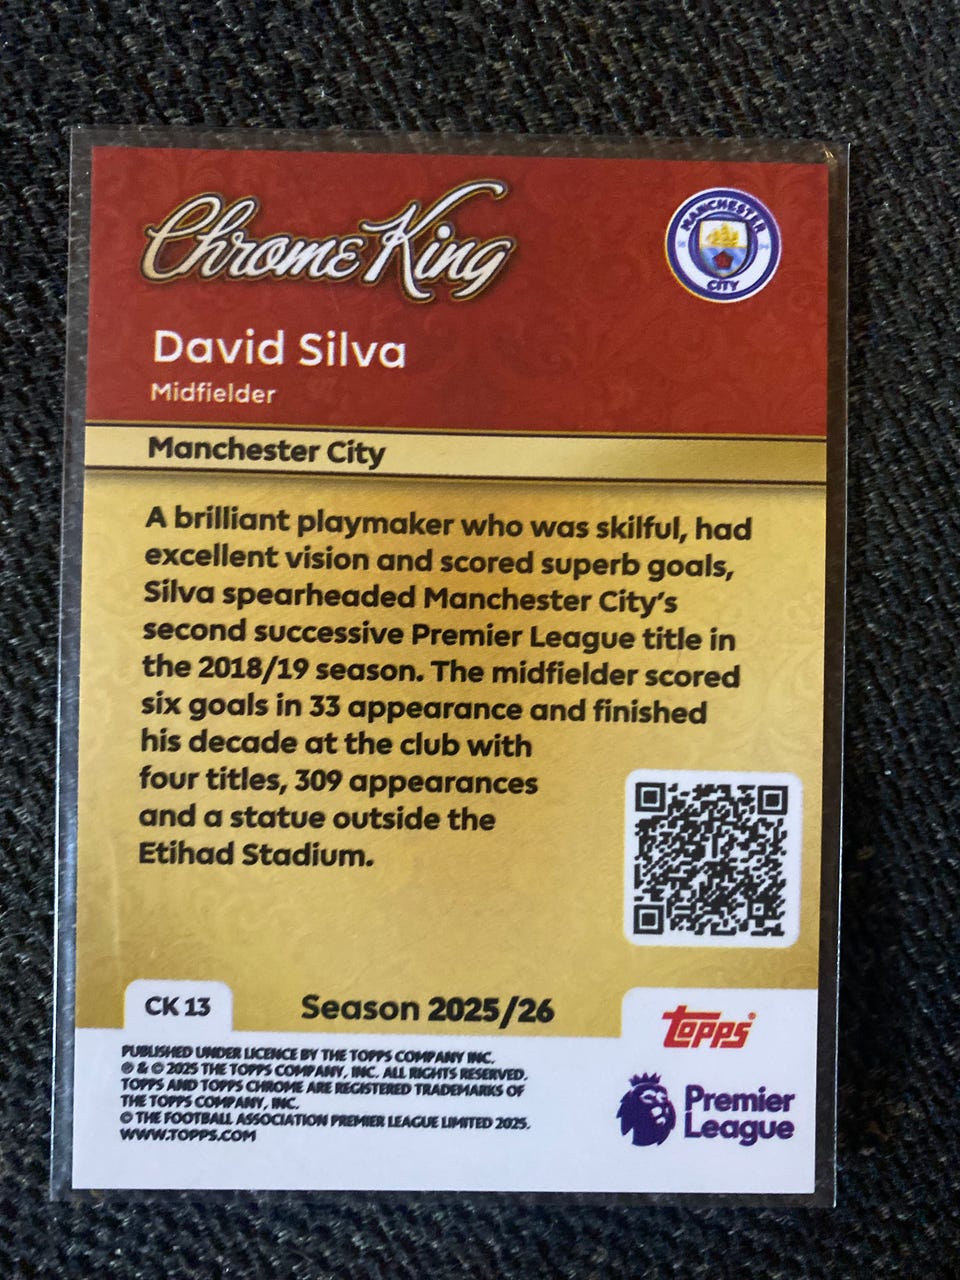 Chrome King
MANCHESTER
CITY
David Silva
Midfielder
Manchester City
A brilliant playmaker who was skilful, had
excellent vision and scored superb goals,
Silva spearheaded Manchester City's
second successive Premier League title in
the 2018/19 season. The midfielder scored
six goals in 33 appearance and finished
his decade at the club with
four titles, 309 appearances
and a statue outside the
Etihad Stadium.
CK 13
Season 2025/26
TOPPS®
PUBLISHED UNDER LICENCE BY THE TOPPS COMPANY INC.
® & © 2025 THE TOPPS COMPANY, INC. ALL RIGHTS RESERVED.
TOPPS AND TOPPS CHROME ARE REGISTERED TRADEMARKS OF
THE TOPPS COMPANY, INC.
© THE FOOTBALL ASSOCIATION PREMIER LEAGUE LIMITED 2025.
WWW.TOPPS.COM
Premier
League